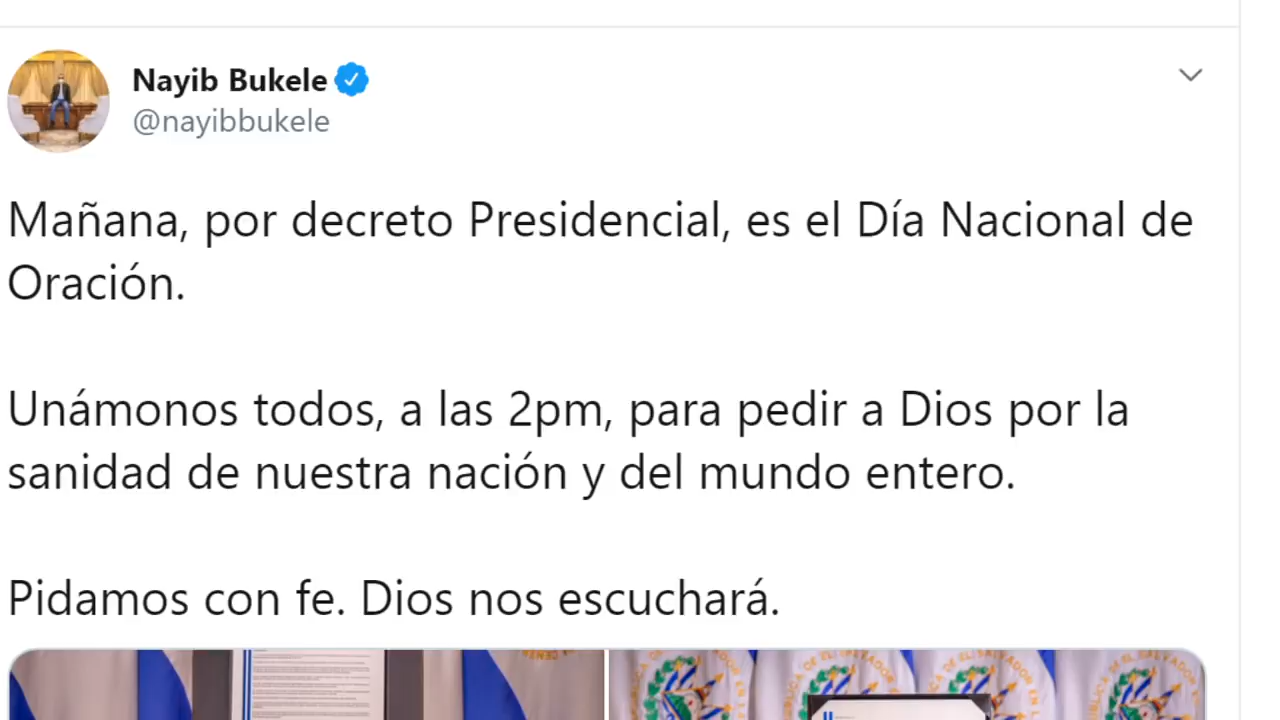 Nayib Bukele
@nayibbukele
Mañana, por decreto Presidencial, es el Día Nacional de
Oración.
Unámonos todos, a las 2pm, para pedir a Dios por la
sanidad de nuestra nación y del mundo entero.
Pidamos con fe. Dios nos escuchará.